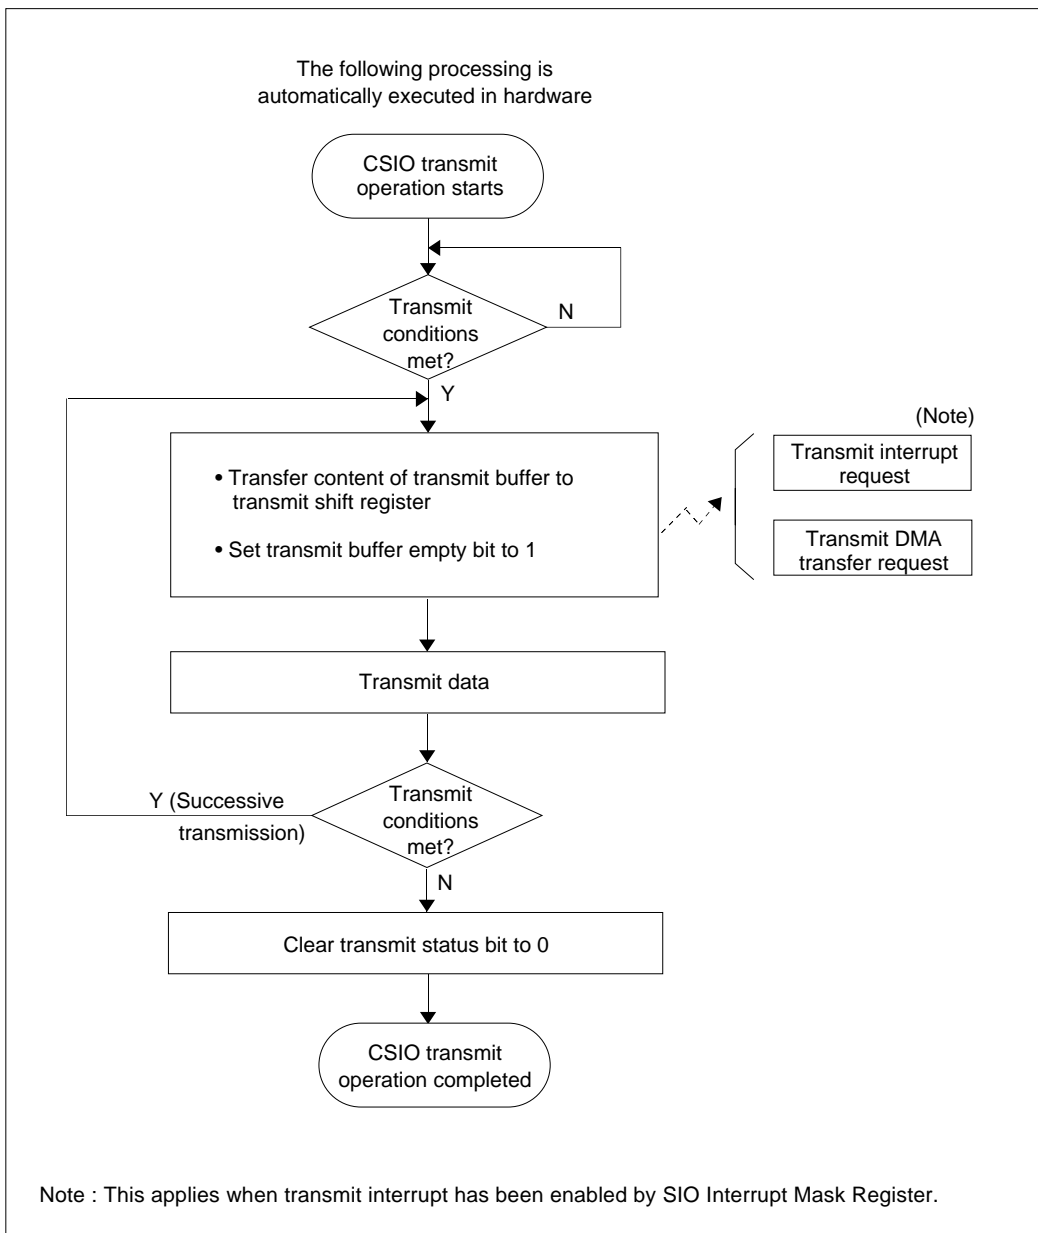 The following processing is
automatically executed in hardware
CSIO transmit
operation starts
Transmit
conditions
met?
N
Y
• Transfer content of transmit buffer to
transmit shift register
• Set transmit buffer empty bit to 1
(Note)
Transmit interrupt
request
Transmit DMA
transfer request
Transmit data
Transmit
conditions
met?
Y (Successive
transmission)
N
Clear transmit status bit to 0
CSIO transmit
operation completed
Note : This applies when transmit interrupt has been enabled by SIO Interrupt Mask Register.